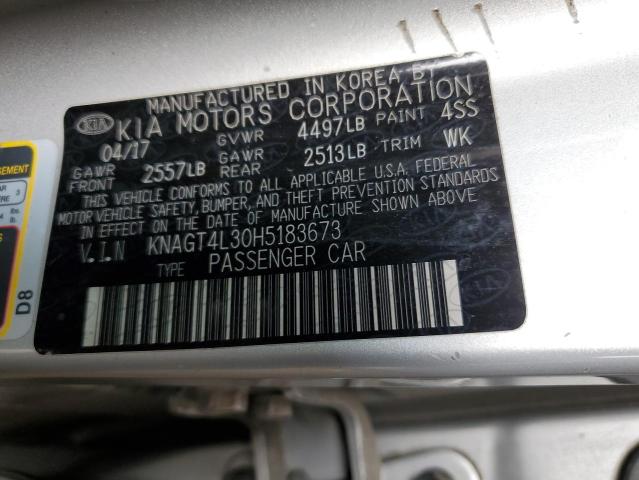 MANUFACTURED IN KOREA BY
KIA KIA MOTORS CORPORATION
04/17 GVWR 4497LB PAINT 4SS
GAWR FRONT 2557LB GAWR REAR 2513LB TRIM WK
THIS VEHICLE CONFORMS TO ALL APPLICABLE U.S.A. FEDERAL
MOTOR VEHICLE SAFETY, BUMPER, AND THEFT PREVENTION STANDARDS
IN EFFECT ON THE DATE OF MANUFACTURE SHOWN ABOVE.
V.I.N KNAGT4L30H5183673
TYPE PASSENGER CAR
D8